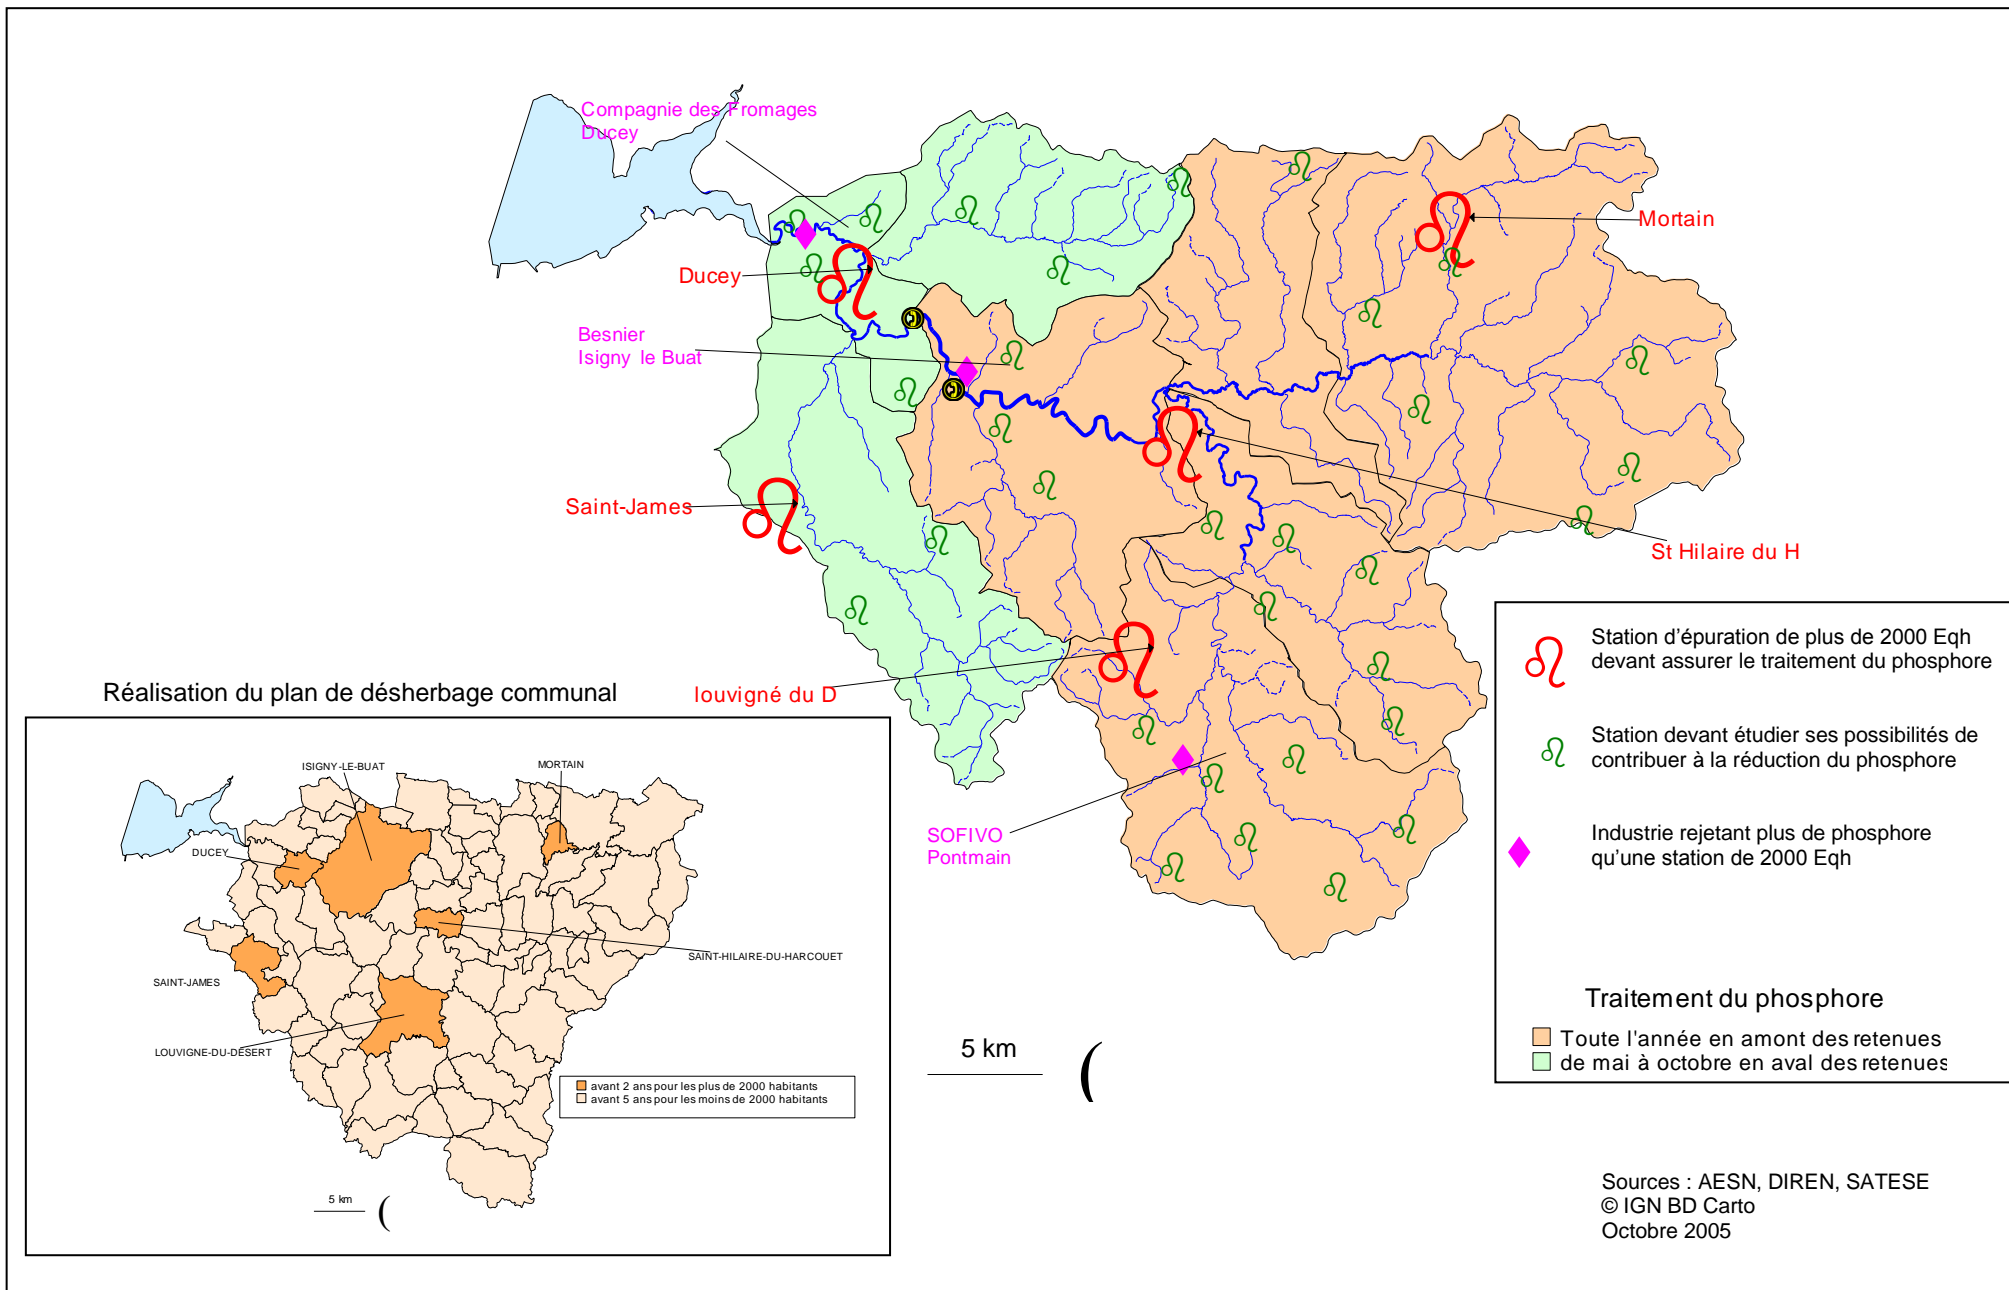 Compagnie des Fromages
Ducey
Mortain
Ducey
Besnier
Isigny le Buat
Saint-James
St Hilaire du H
louvigné du D
SOFIVO
Pontmain
Station d'épuration de plus de 2000 Eqh
devant assurer le traitement du phosphore
Station devant étudier ses possibilités de
contribuer à la réduction du phosphore
Industrie rejetant plus de phosphore
qu'une station de 2000 Eqh
Traitement du phosphore
Toute l'année en amont des retenues
de mai à octobre en aval des retenues
5 km
Réalisation du plan de désherbage communal
ISIGNY-LE-BUAT
MORTAIN
DUCEY
SAINT-HILAIRE-DU-HARCOUET
SAINT-JAMES
LOUVIGNE-DU-DESERT
avant 2 ans pour les plus de 2000 habitants
avant 5 ans pour les moins de 2000 habitants
5 km
Sources : AESN, DIREN, SATESE
© IGN BD Carto
Octobre 2005